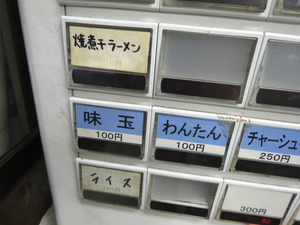 焼煮干ラーメン
味玉
100円
わんたん
100円
チャーシュ
250円
ライス
300円